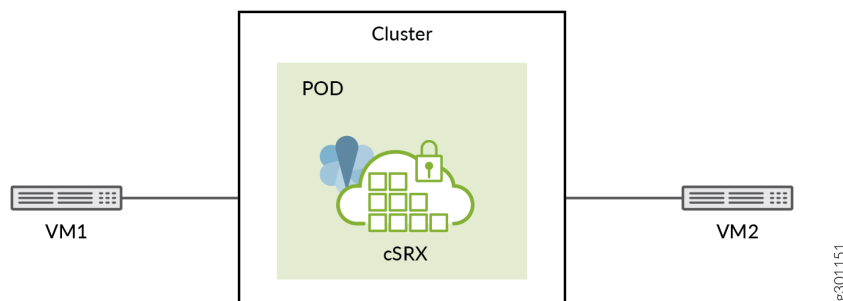 Cluster
POD
cSRX
VM1
VM2
g301151